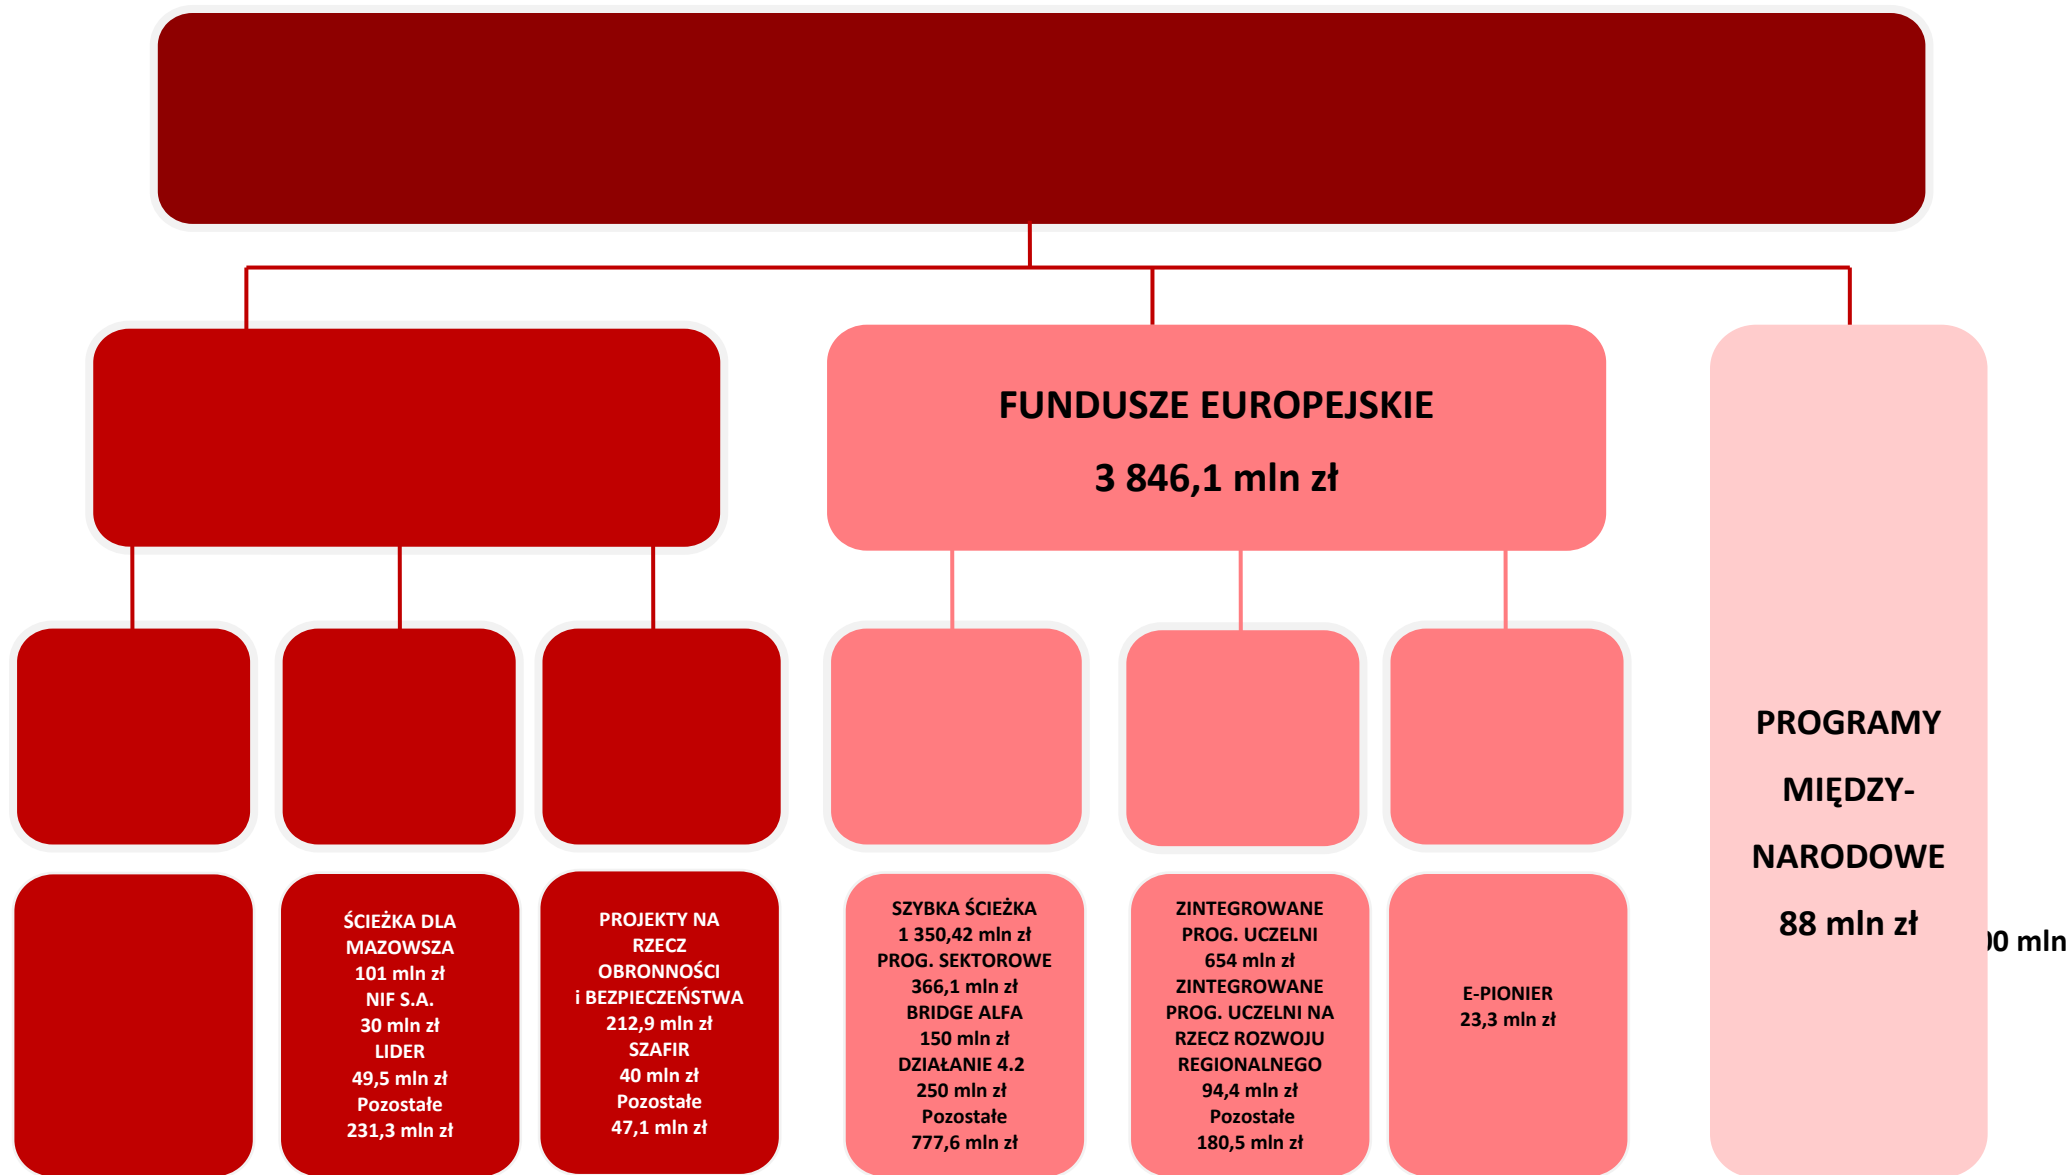 FUNDUSZE EUROPEJSKIE
3 846,1 mln zł
PROGRAMY
MIĘDZY-
NARODOWE
88 mln zł
00 mln
ŚCIEŻKA DLA
MAZOWSZA
101 mln zł
NIF S.A.
30 mln zł
LIDER
49,5 mln zł
Pozostałe
231,3 mln zł
PROJEKTY NA
RZECZ
OBRONNOŚCI
i BEZPIECZEŃSTWA
212,9 mln zł
SZAFIR
40 mln zł
Pozostałe
47,1 mln zł
SZYBKA ŚCIEŻKA
1 350,42 mln zł
PROG. SEKTOROWE
366,1 mln zł
BRIDGE ALFA
150 mln zł
DZIAŁANIE 4.2
250 mln zł
Pozostałe
777,6 mln zł
ZINTEGROWANE
PROG. UCZELNI
654 mln zł
ZINTEGROWANE
PROG. UCZELNI NA
RZECZ ROZWOJU
REGIONALNEGO
94,4 mln zł
Pozostałe
180,5 mln zł
E-PIONIER
23,3 mln zł